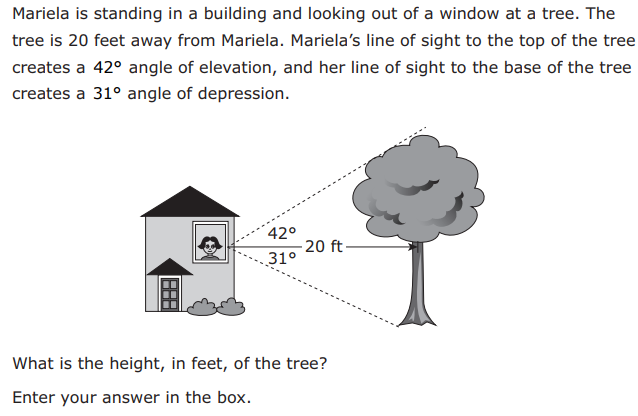 Mariela is standing in a building and looking out of a window at a tree. The
tree is 20 feet away from Mariela. Mariela’s line of sight to the top of the tree
creates a 42° angle of elevation, and her line of sight to the base of the tree
creates a 31° angle of depression.
42°
20 ft
31°
What is the height, in feet, of the tree?
Enter your answer in the box.